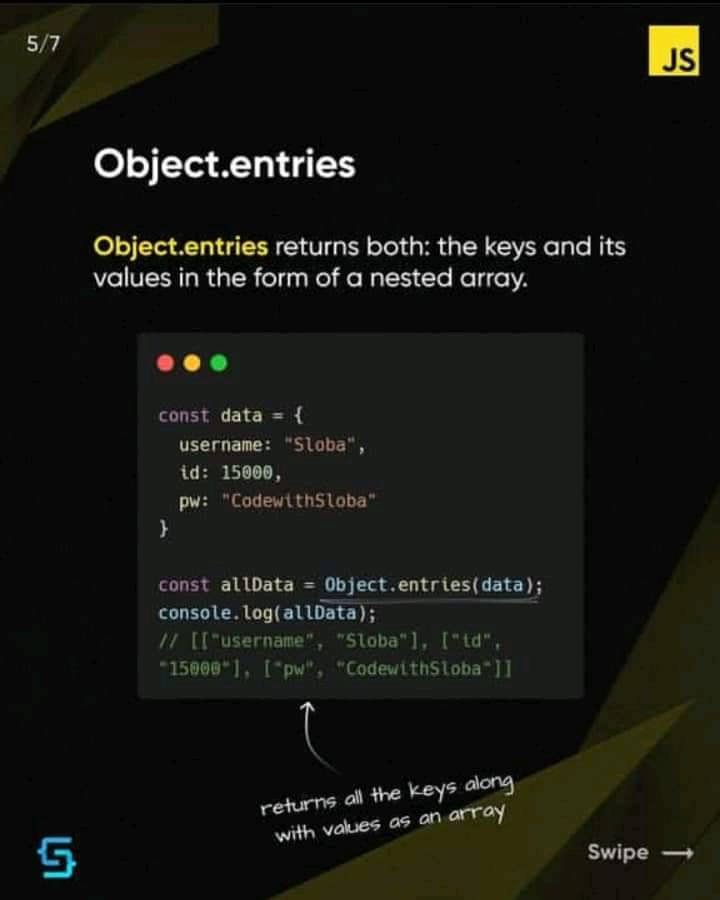 5/7
JS
Object.entries
Object.entries returns both: the keys and its
values in the form of a nested array.
const data = {
  username: "Sloba",
  id: 15000,
  pw: "CodewithSloba"
}
const allData = Object.entries(data);
console.log(allData);
// [["username", "Sloba"], ["id",
"15000"], ["pw", "CodewithSloba"]]
returns all the keys along
with values as an array
Swipe →